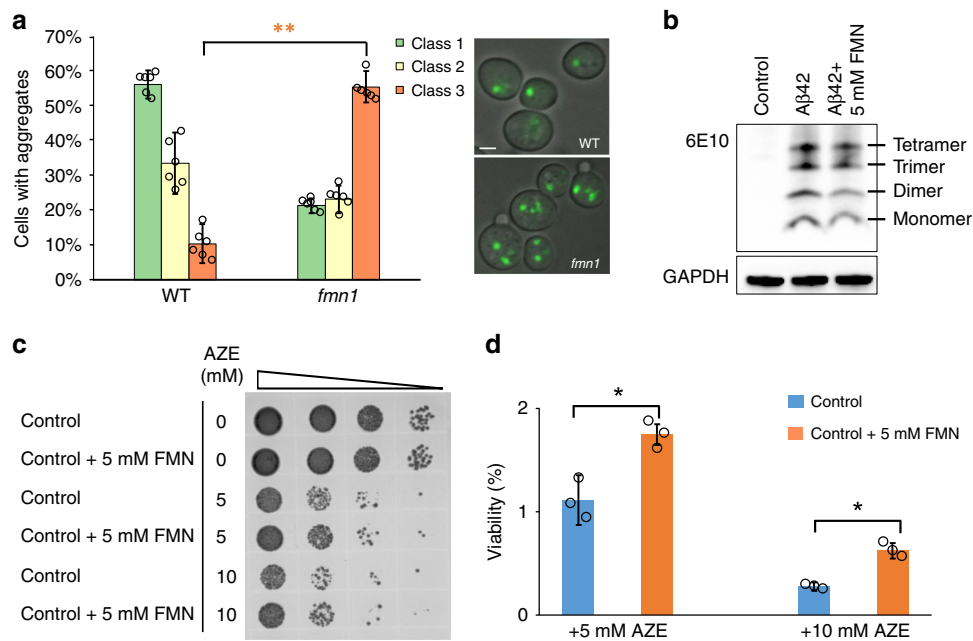 a
Cells with aggregates
70%
60%
50%
40%
30%
20%
10%
0%
**
WT
fmn1
Class 1
Class 2
Class 3
WT
fmn1
b
Control
Aβ42
Aβ42+
5 mM FMN
6E10
Tetramer
Trimer
Dimer
Monomer
GAPDH
c
AZE
(mM)
Control 0
Control + 5 mM FMN 0
Control 5
Control + 5 mM FMN 5
Control 10
Control + 5 mM FMN 10
d
Viability (%)
2
1
0
*
*
Control
Control + 5 mM FMN
+5 mM AZE
+10 mM AZE